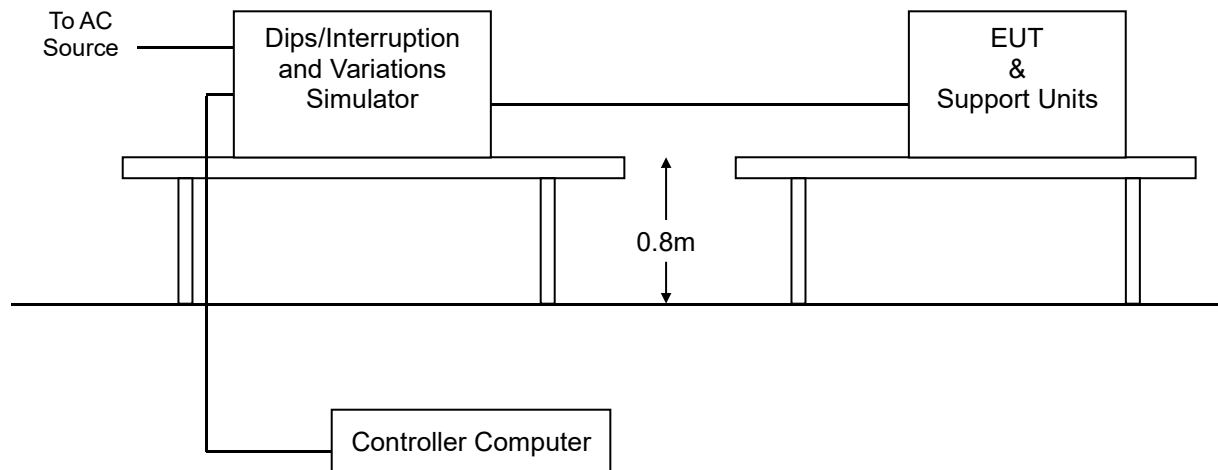 To AC
Source
Dips/Interruption
and Variations
Simulator
EUT
&
Support Units
0.8m
Controller Computer